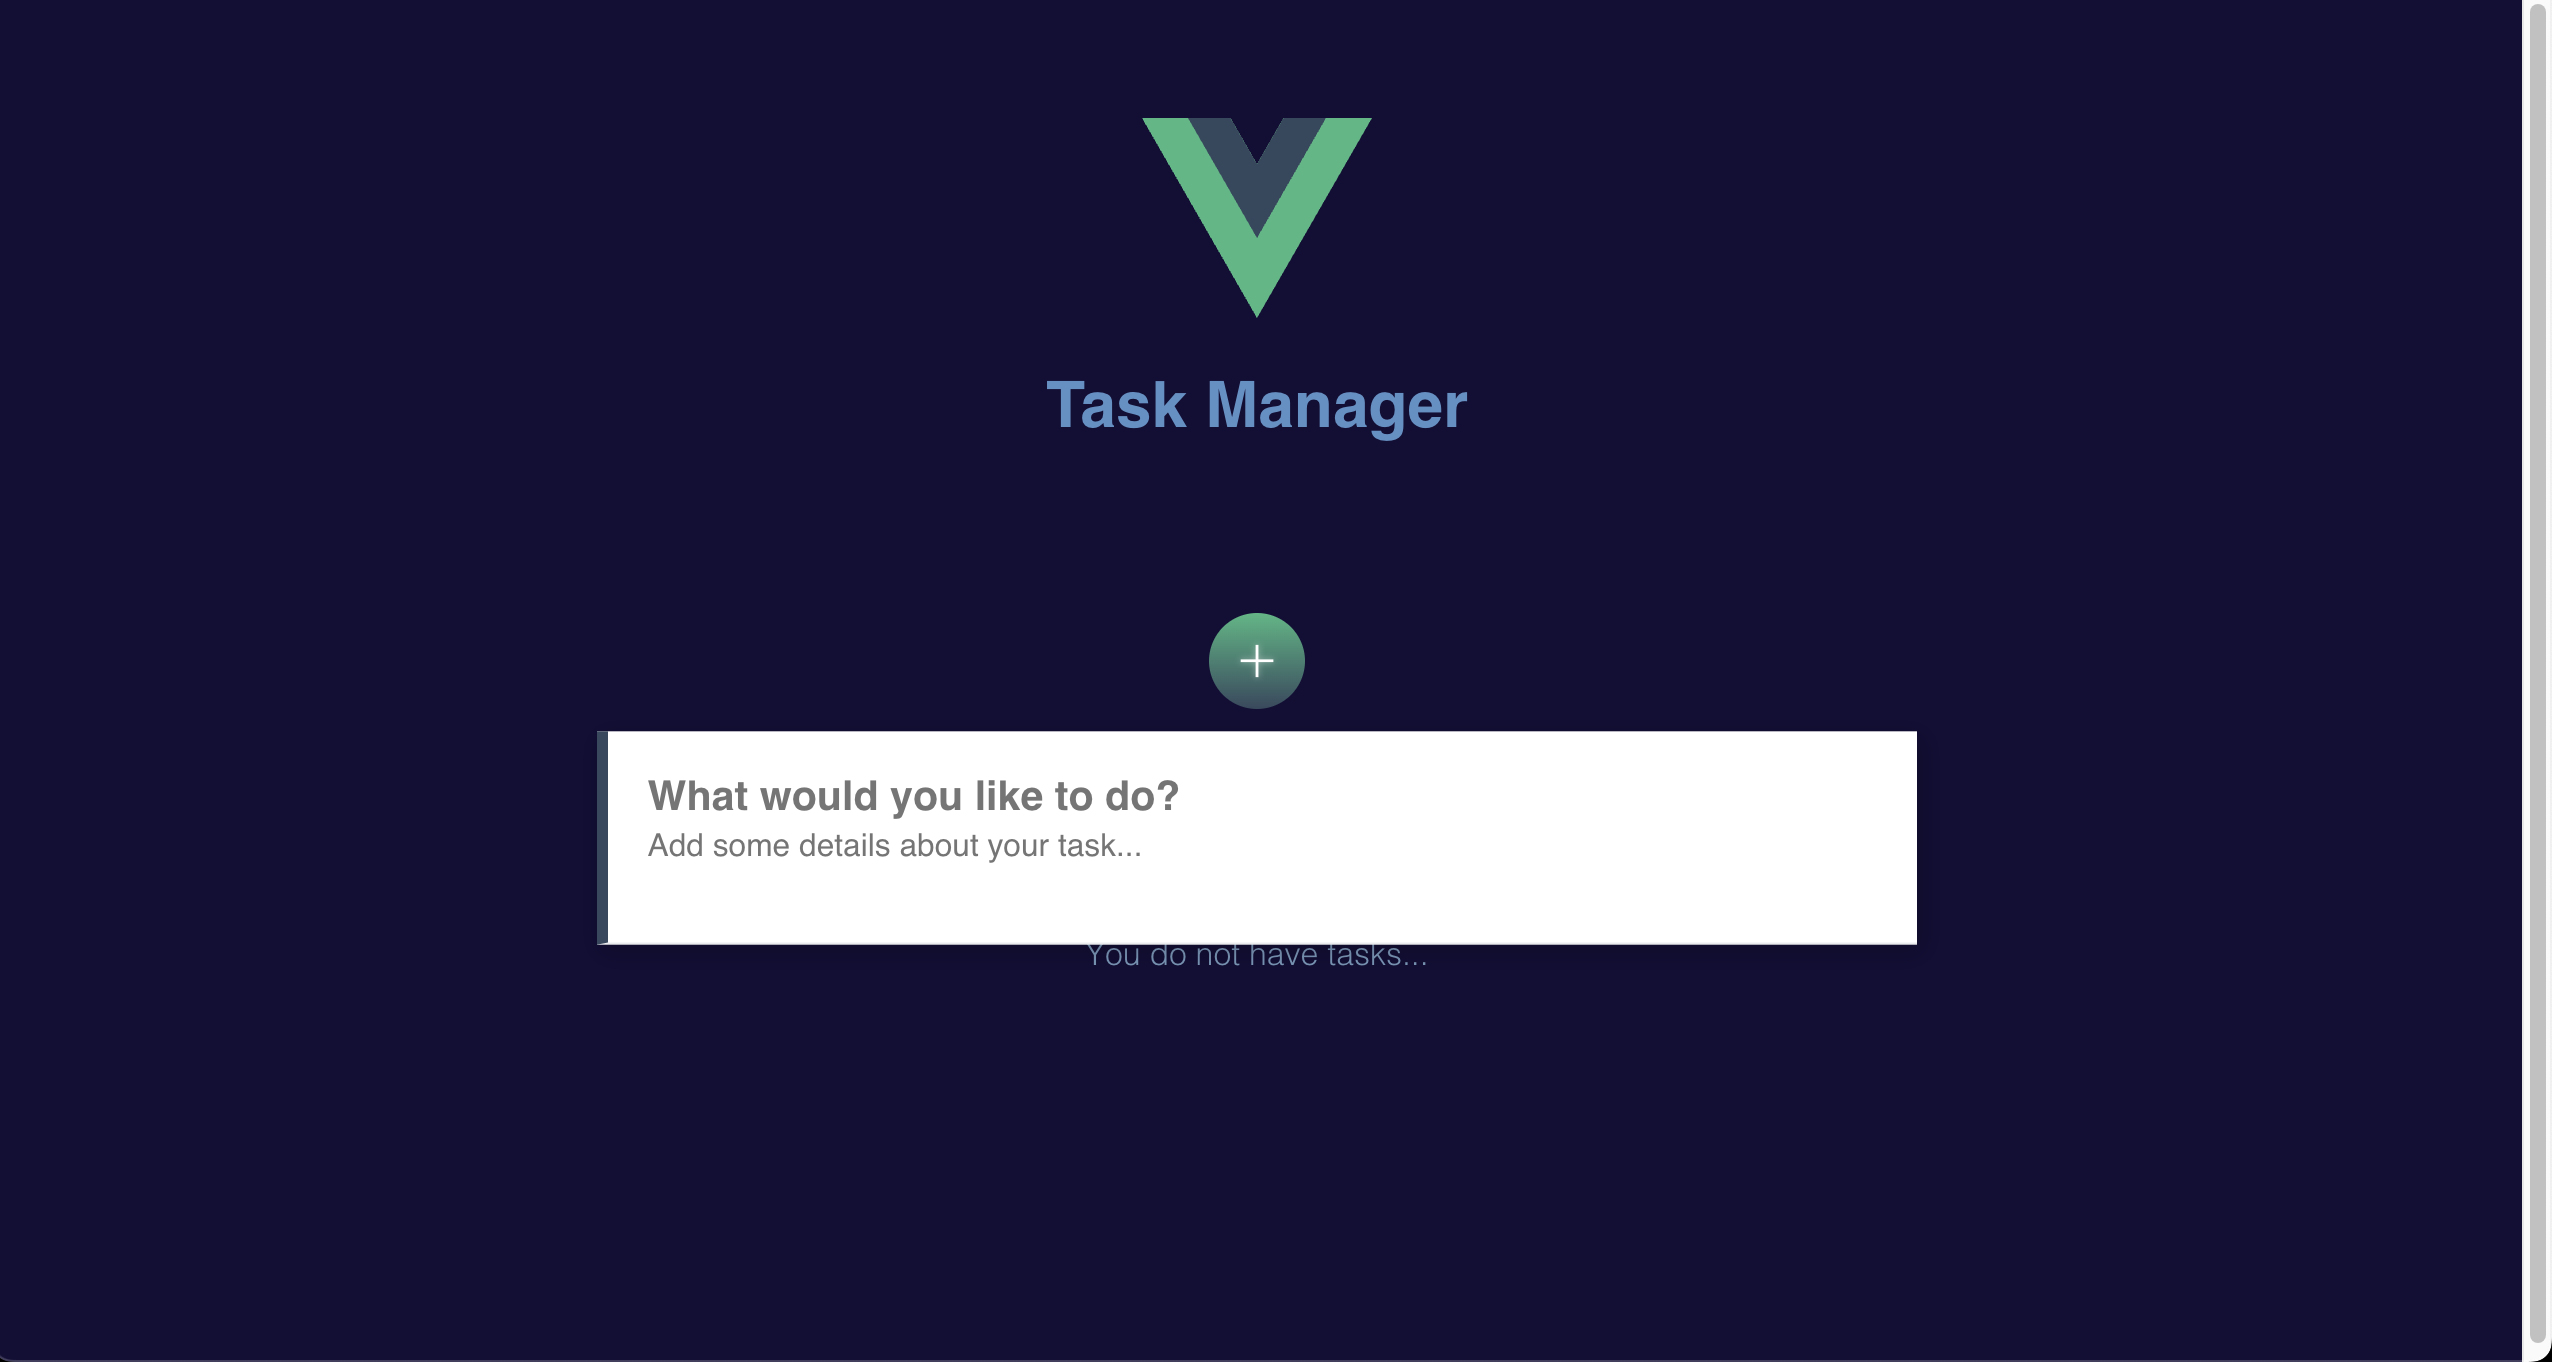 Task Manager
What would you like to do?
Add some details about your task...
You do not have tasks...